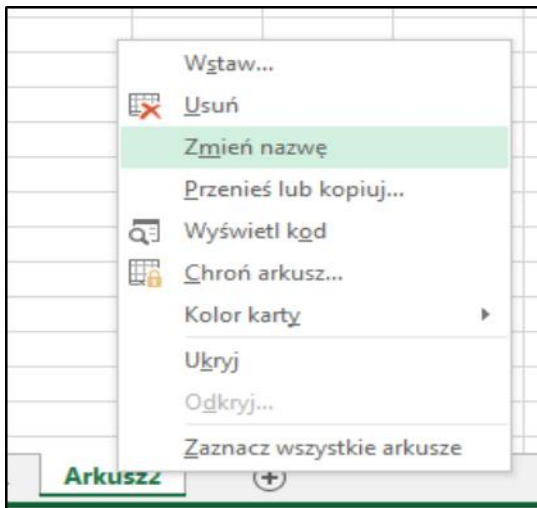 Wstaw...
Usuń
Zmień nazwę
Przenieś lub kopiuj...
Wyświetl kod
Chroń arkusz...
Kolor karty
Ukryj
Odkryj...
Zaznacz wszystkie arkusze
Arkusz2